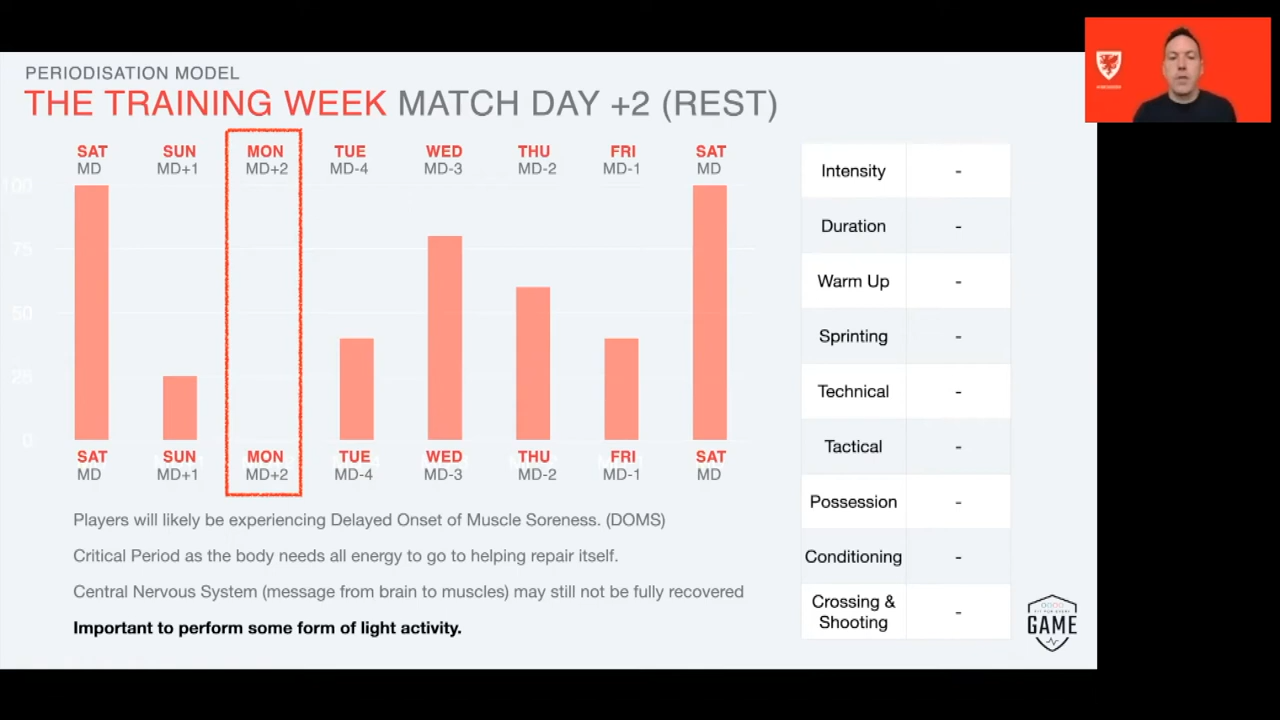 PERIODISATION MODEL
THE TRAINING WEEK MATCH DAY +2 (REST)
SAT SUN MON TUE WED THU FRI SAT
MD MD+1 MD+2 MD-4 MD-3 MD-2 MD-1 MD
100
75
50
25
0
SAT SUN MON TUE WED THU FRI SAT
MD MD+1 MD+2 MD-4 MD-3 MD-2 MD-1 MD
Players will likely be experiencing Delayed Onset of Muscle Soreness. (DOMS)
Critical Period as the body needs all energy to go to helping repair itself.
Central Nervous System (message from brain to muscles) may still not be fully recovered
Important to perform some form of light activity.
Intensity -
Duration -
Warm Up -
Sprinting -
Technical -
Tactical -
Possession -
Conditioning -
Crossing &
Shooting -
GAME